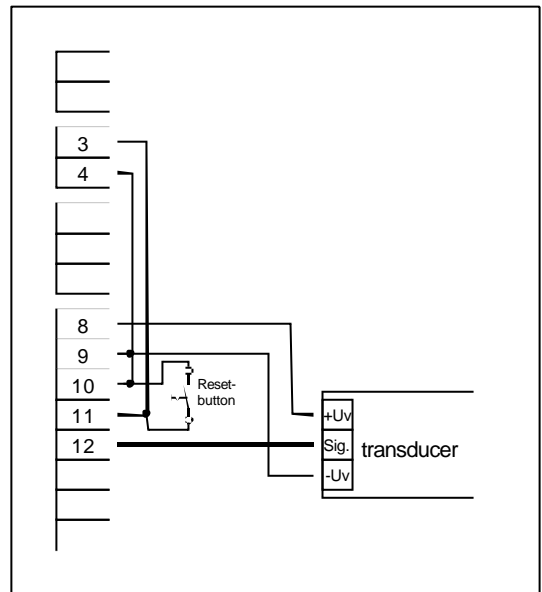 3
4
8
9
10
11
12
Reset-
button
+Uv
Sig.
-Uv
transducer